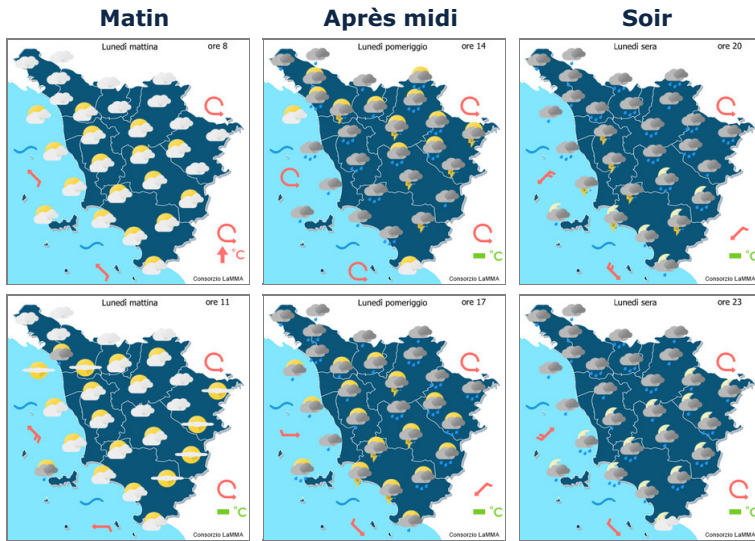 Matin Après midi Soir
Lunedì mattina ore 8 Lunedì pomeriggio ore 14 Lunedì sera ore 20
°C °C °C
Consorzio LaMMA Consorzio LaMMA Consorzio LaMMA
Lunedì mattina ore 11 Lunedì pomeriggio ore 17 Lunedì sera ore 23
°C °C °C
Consorzio LaMMA Consorzio LaMMA Consorzio LaMMA